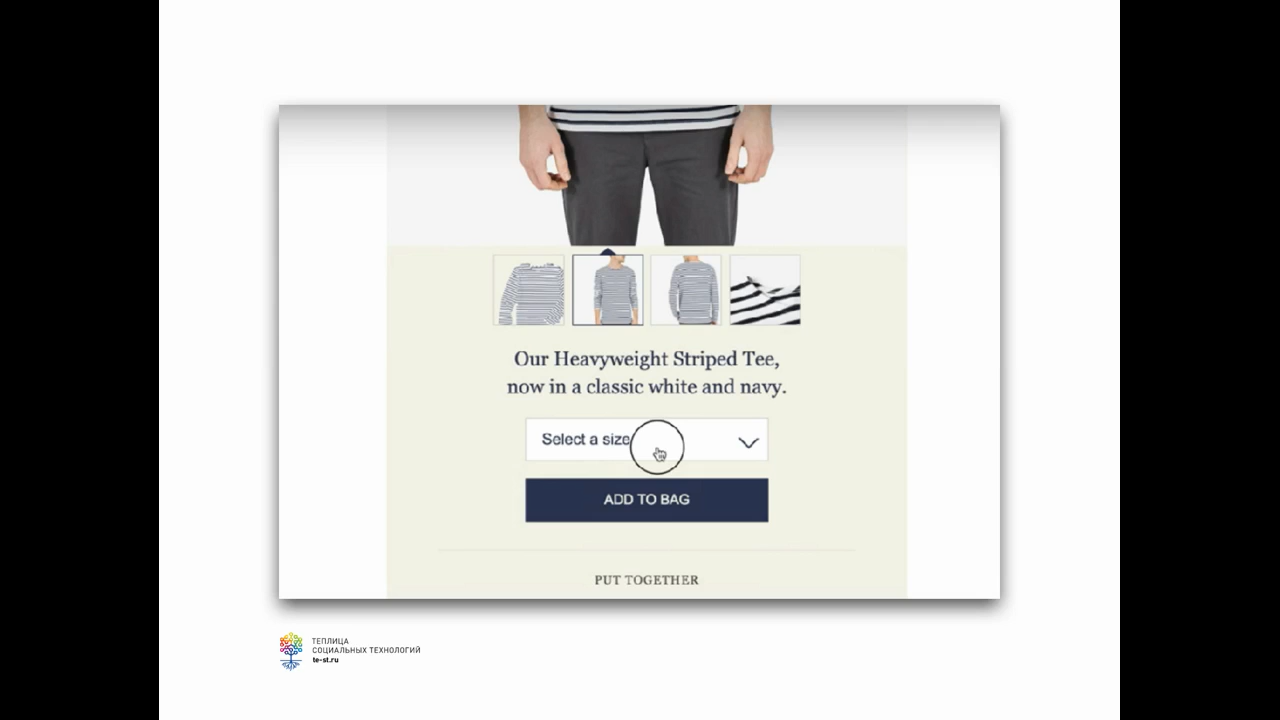 Our Heavyweight Striped Tee,
now in a classic white and navy.
Select a size
ADD TO BAG
PUT TOGETHER
ТЕПЛИЦА
СОЦИАЛЬНЫХ ТЕХНОЛОГИЙ
te-st.ru